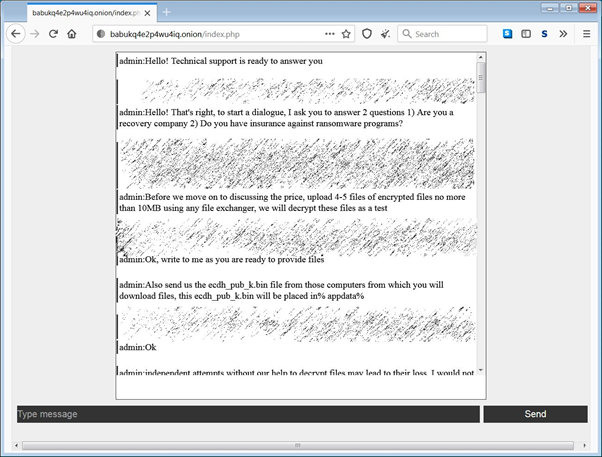 babukq4e2p4wu4iq.onion/index.php
babukq4e2p4wu4iq.onion/index.php
Search
admin:Hello! Technical support is ready to answer you
admin:Hello! That's right, to start a dialogue, I ask you to answer 2 questions 1) Are you a
recovery company 2) Do you have insurance against ransomware programs?
admin:Before we move on to discussing the price, upload 4-5 files of encrypted files no more
than 10MB using any file exchanger, we will decrypt these files as a test
admin:Ok, write to me as you are ready to provide files
admin:Also send us the ecdh_pub_k.bin file from those computers from which you will
download files, this ecdh_pub_k.bin will be placed in% appdata%
admin:Ok
admin:independent attempts without our help to decrypt files may lead to their loss. I would not
Type message
Send